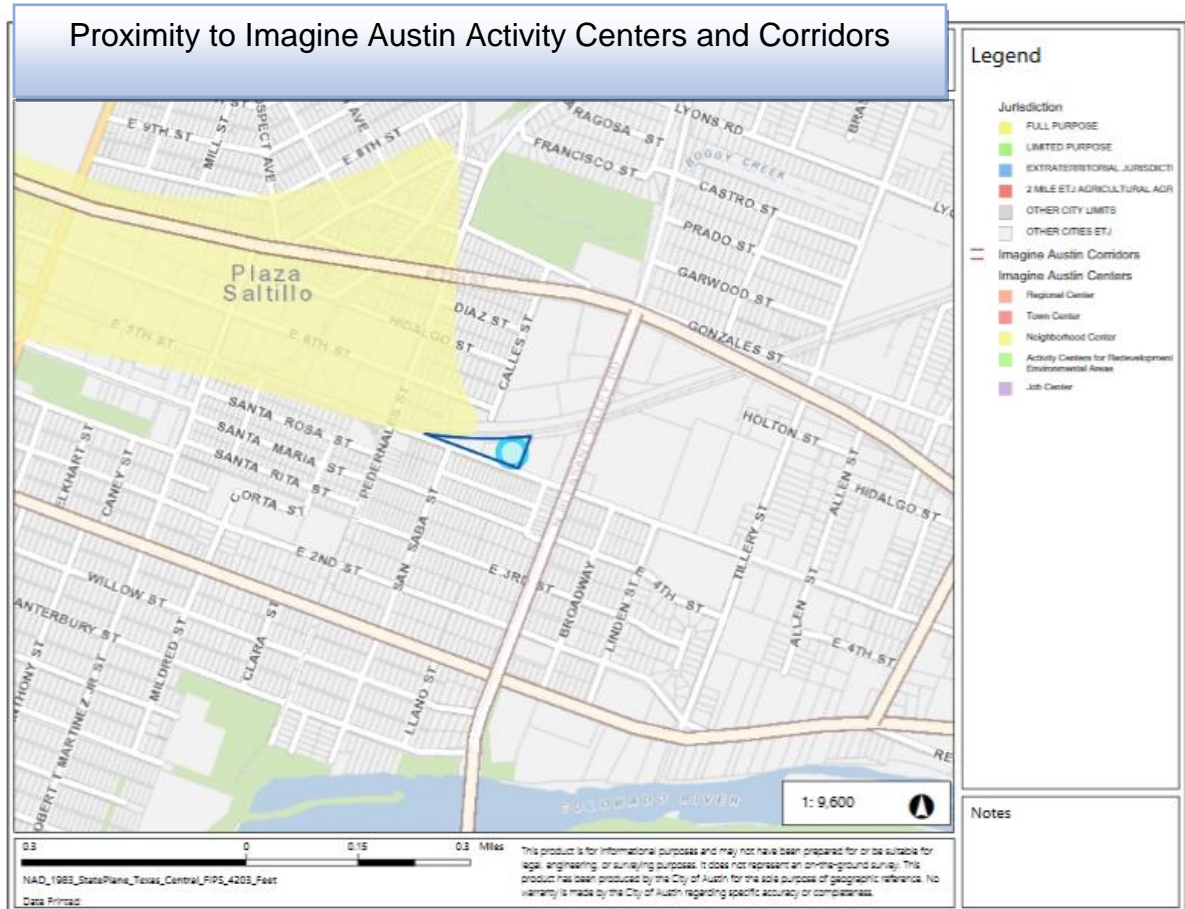 Proximity to Imagine Austin Activity Centers and Corridors
Legend
Jurisdiction
FULL PURPOSE
LIMITED PURPOSE
EXTRATERRITORIAL JURISDICTI
2 MILE ETJ AGRICULTURAL AGR
OTHER CITY LIMITS
OTHER CITIES ETJ
Imagine Austin Corridors
Imagine Austin Centers
Regional Center
Town Center
Neighborhood Center
Activity Centers for Redevelopment
Environmental Areas
Job Center
Notes
E 9TH ST
MILL ST
OSPECT AVE
AVE
E 8TH ST
ARAGOSA ST
LYONS RD
BRAS
FRANCISCO ST
BOGGY CREEK
CASTRO ST
LYO
PRADO ST
GARWOOD ST
Plaza
Saltillo
DIAZ ST
HIDALGO ST
CALLES ST
GONZALES ST
E 5TH ST
E 6TH ST
SANTA ROSA ST
SANTA MARIA ST
SANTA RITA ST
CORTA ST
PEDERNALES ST
SAN SABA ST
HOLTON ST
HIDALGO ST
ALLEN ST
ELKHART ST
CANEY ST
E 2ND ST
E 3RD ST
TILLERY ST
BROADWAY
LINDEN ST
E 4TH ST
ALLEN ST
E 4TH ST
WILLOW ST
ANTERBURY ST
NTHONY ST
OBERT T MARTINEZ JR ST
MILDRED ST
CLARA ST
LLANO ST
RE
COLORADO RIVER
1: 9,600
0.3 0 0.15 0.3 Miles
NAD_1983_StatePlane_Texas_Central_FIPS_4203_Feet
Date Printed:
This product is for informational purposes and may not have been prepared for or be suitable for
legal, engineering, or surveying purposes. It does not represent an on-the-ground survey. This
product has been produced by the City of Austin for the sole purpose of geographic reference. No
warranty is made by the City of Austin regarding specific accuracy or completeness.